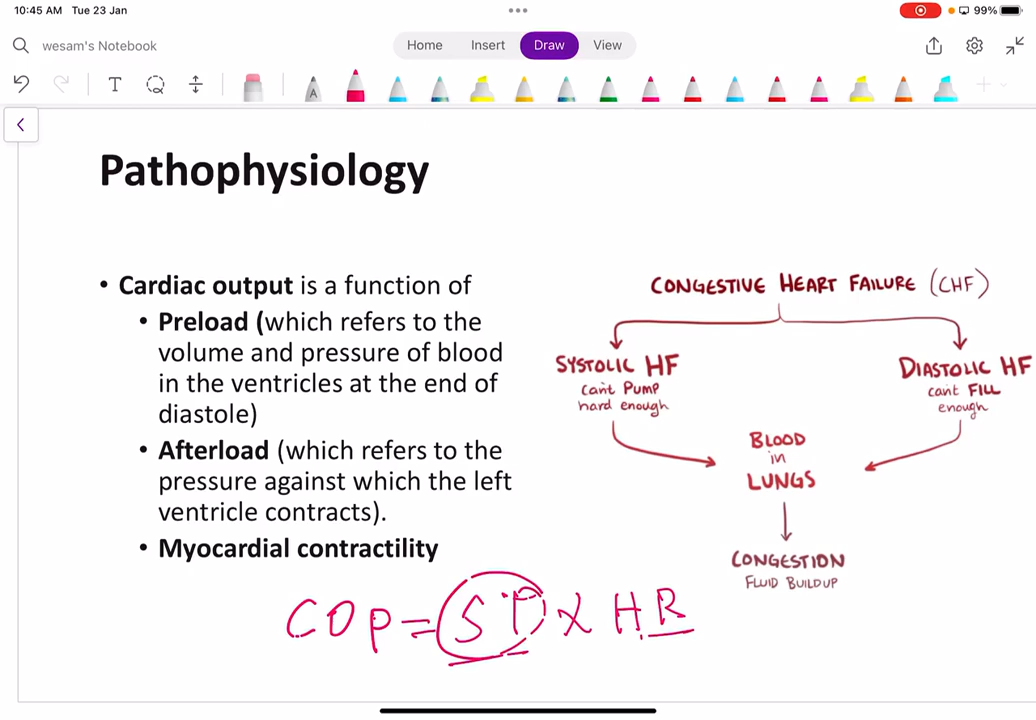 10:45 AM Tue 23 Jan
99%
wesam's Notebook
Home Insert Draw View
T
A
Pathophysiology
• Cardiac output is a function of
• Preload (which refers to the
volume and pressure of blood
in the ventricles at the end of
diastole)
• Afterload (which refers to the
pressure against which the left
ventricle contracts).
• Myocardial contractility
CONGESTIVE HEART FAILURE (CHF)
SYSTOLIC HF
can't PUMP
hard enough
DIASTOLIC HF
can't FILL
enough
BLOOD
in
LUNGS
CONGESTION
FLUID BUILDUP
COP = S X HR